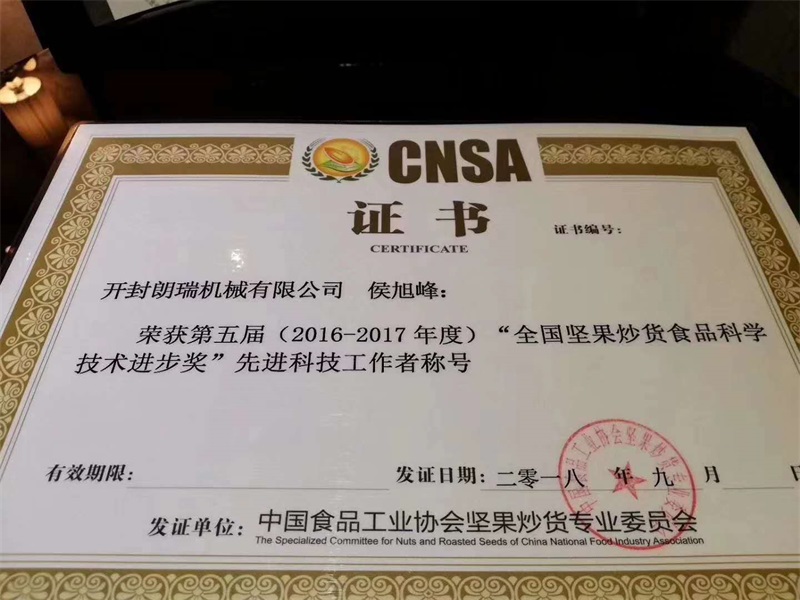 CNSA
证书
CERTIFICATE
证书编号：
开封朗瑞机械有限公司 侯旭峰：
荣获第五届（2016-2017 年度）“全国坚果炒货食品科学
技术进步奖”先进科技工作者称号
有效期限：
发证日期：二零一八 年 九 月 日
发证单位：中国食品工业协会坚果炒货专业委员会
The Specialized Committee for Nuts and Roasted Seeds of China National Food Industry Association